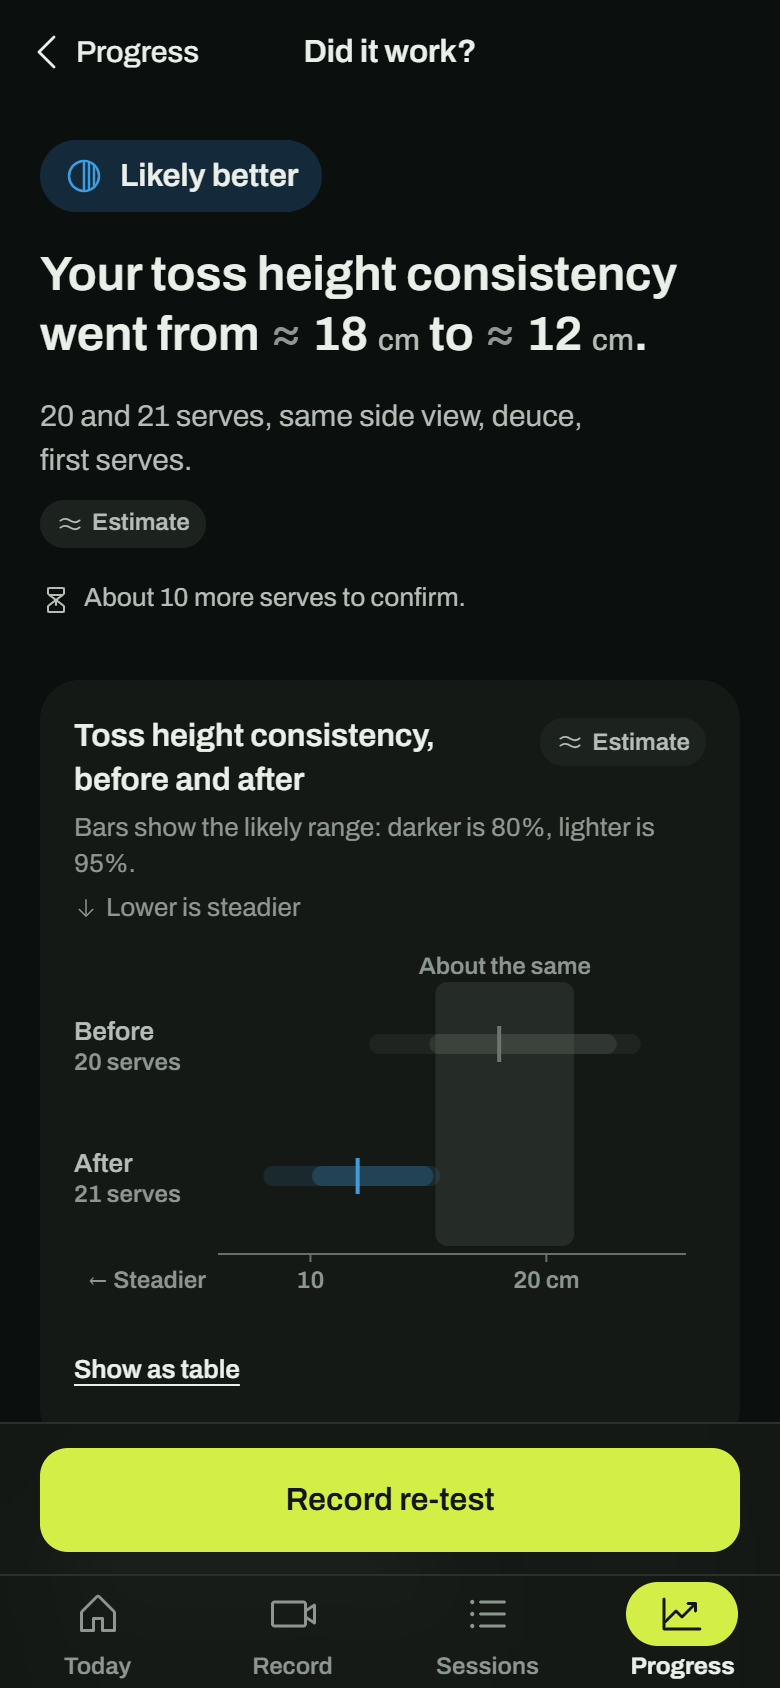 Progress
Did it work?
Likely better
Your toss height consistency
went from ≈ 18 cm to ≈ 12 cm.
20 and 21 serves, same side view, deuce,
first serves.
≈ Estimate
About 10 more serves to confirm.
Toss height consistency,
before and after
≈ Estimate
Bars show the likely range: darker is 80%, lighter is
95%.
↓ Lower is steadier
About the same
Before
20 serves
After
21 serves
← Steadier
10
20 cm
Show as table
Record re-test
Today
Record
Sessions
Progress